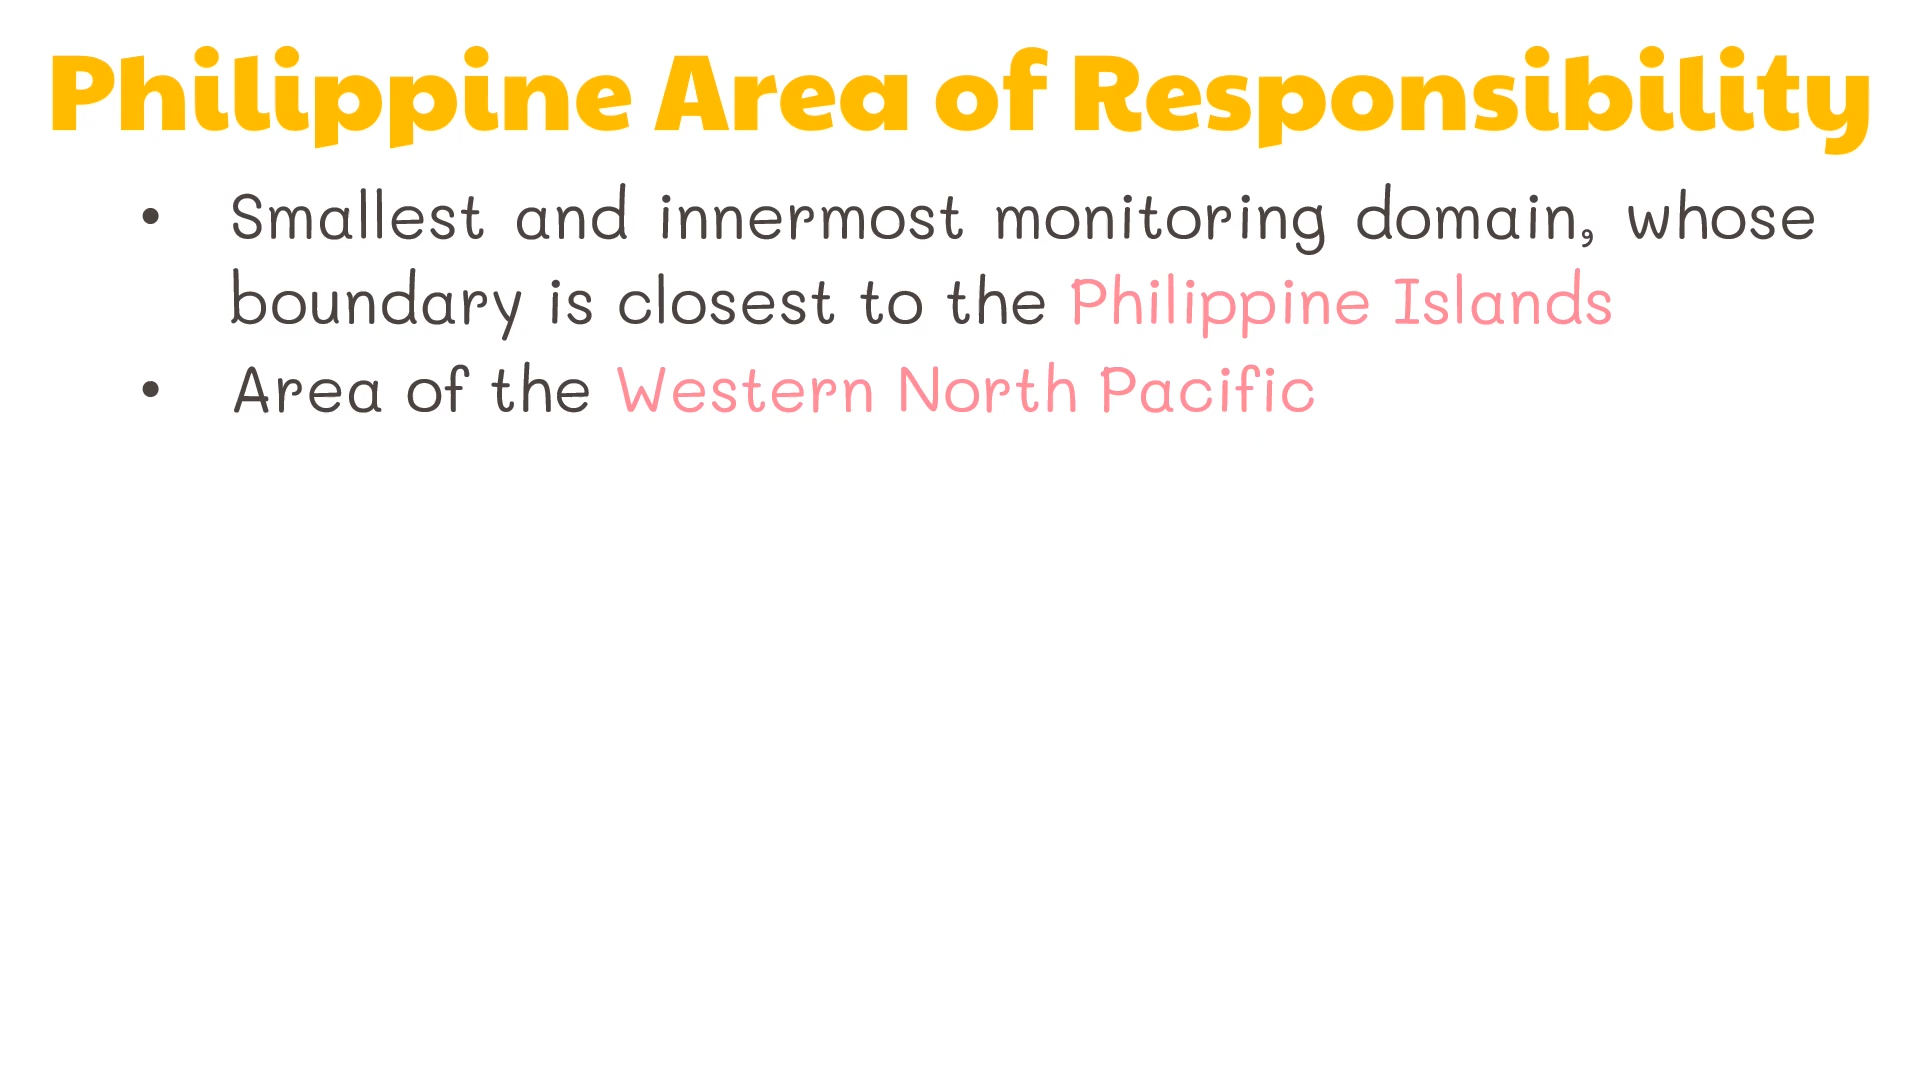 Philippine Area of Responsibility
• Smallest and innermost monitoring domain, whose
boundary is closest to the Philippine Islands
• Area of the Western North Pacific